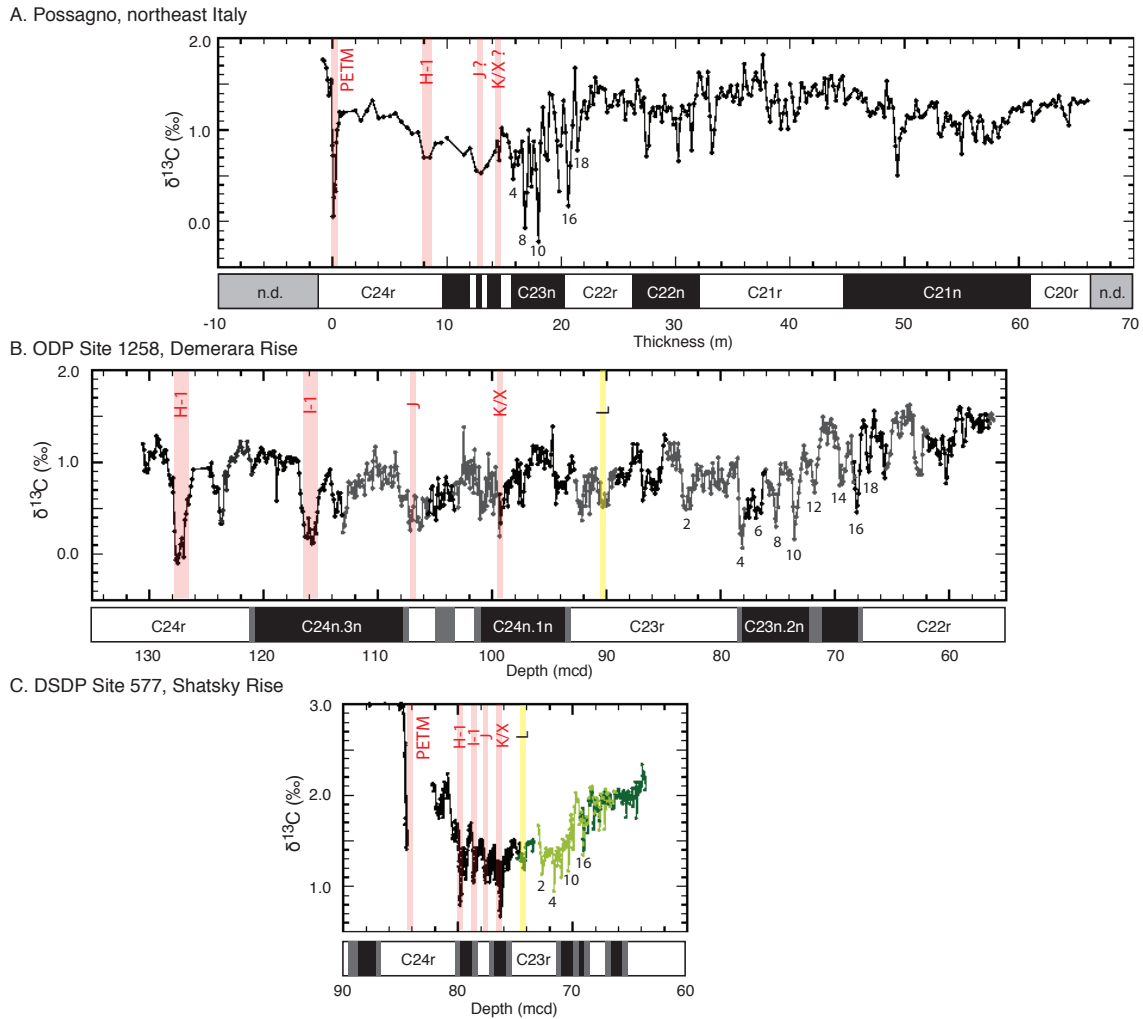 A. Possagno, northeast Italy
2.0
1.0
0.0
δ13C (‰)
PETM
H-1
J ?
K/X ?
4
8
10
16
18
n.d.
C24r
C23n
C22r
C22n
C21r
C21n
C20r
n.d.
-10
0
10
20
30
40
50
60
70
Thickness (m)
B. ODP Site 1258, Demerara Rise
2.0
1.0
0.0
δ13C (‰)
H-1
I-1
J
K/X
L
2
4
6
8
10
12
14
16
18
C24r
C24n.3n
C24n.1n
C23r
C23n.2n
C22r
130
120
110
100
90
80
70
60
Depth (mcd)
C. DSDP Site 577, Shatsky Rise
3.0
2.0
1.0
δ13C (‰)
PETM
H-1
I-1
J
K/X
L
2
4
10
16
C24r
C23r
90
80
70
60
Depth (mcd)